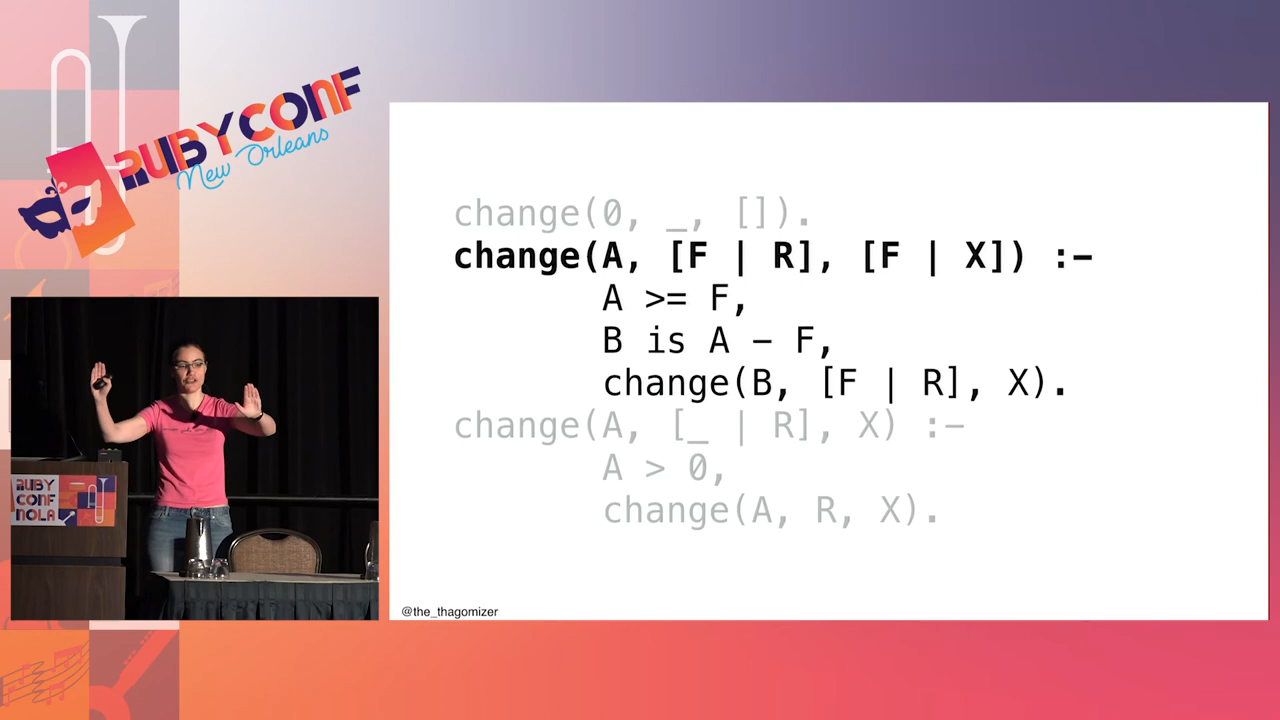 RUBYCONF
New Orleans
change(0, _, []).
change(A, [F | R], [F | X]) :-
A >= F,
B is A - F,
change(B, [F | R], X).
change(A, [_ | R], X) :-
A > 0,
change(A, R, X).
RUBY
CONF
NOLA
@the_thagomizer